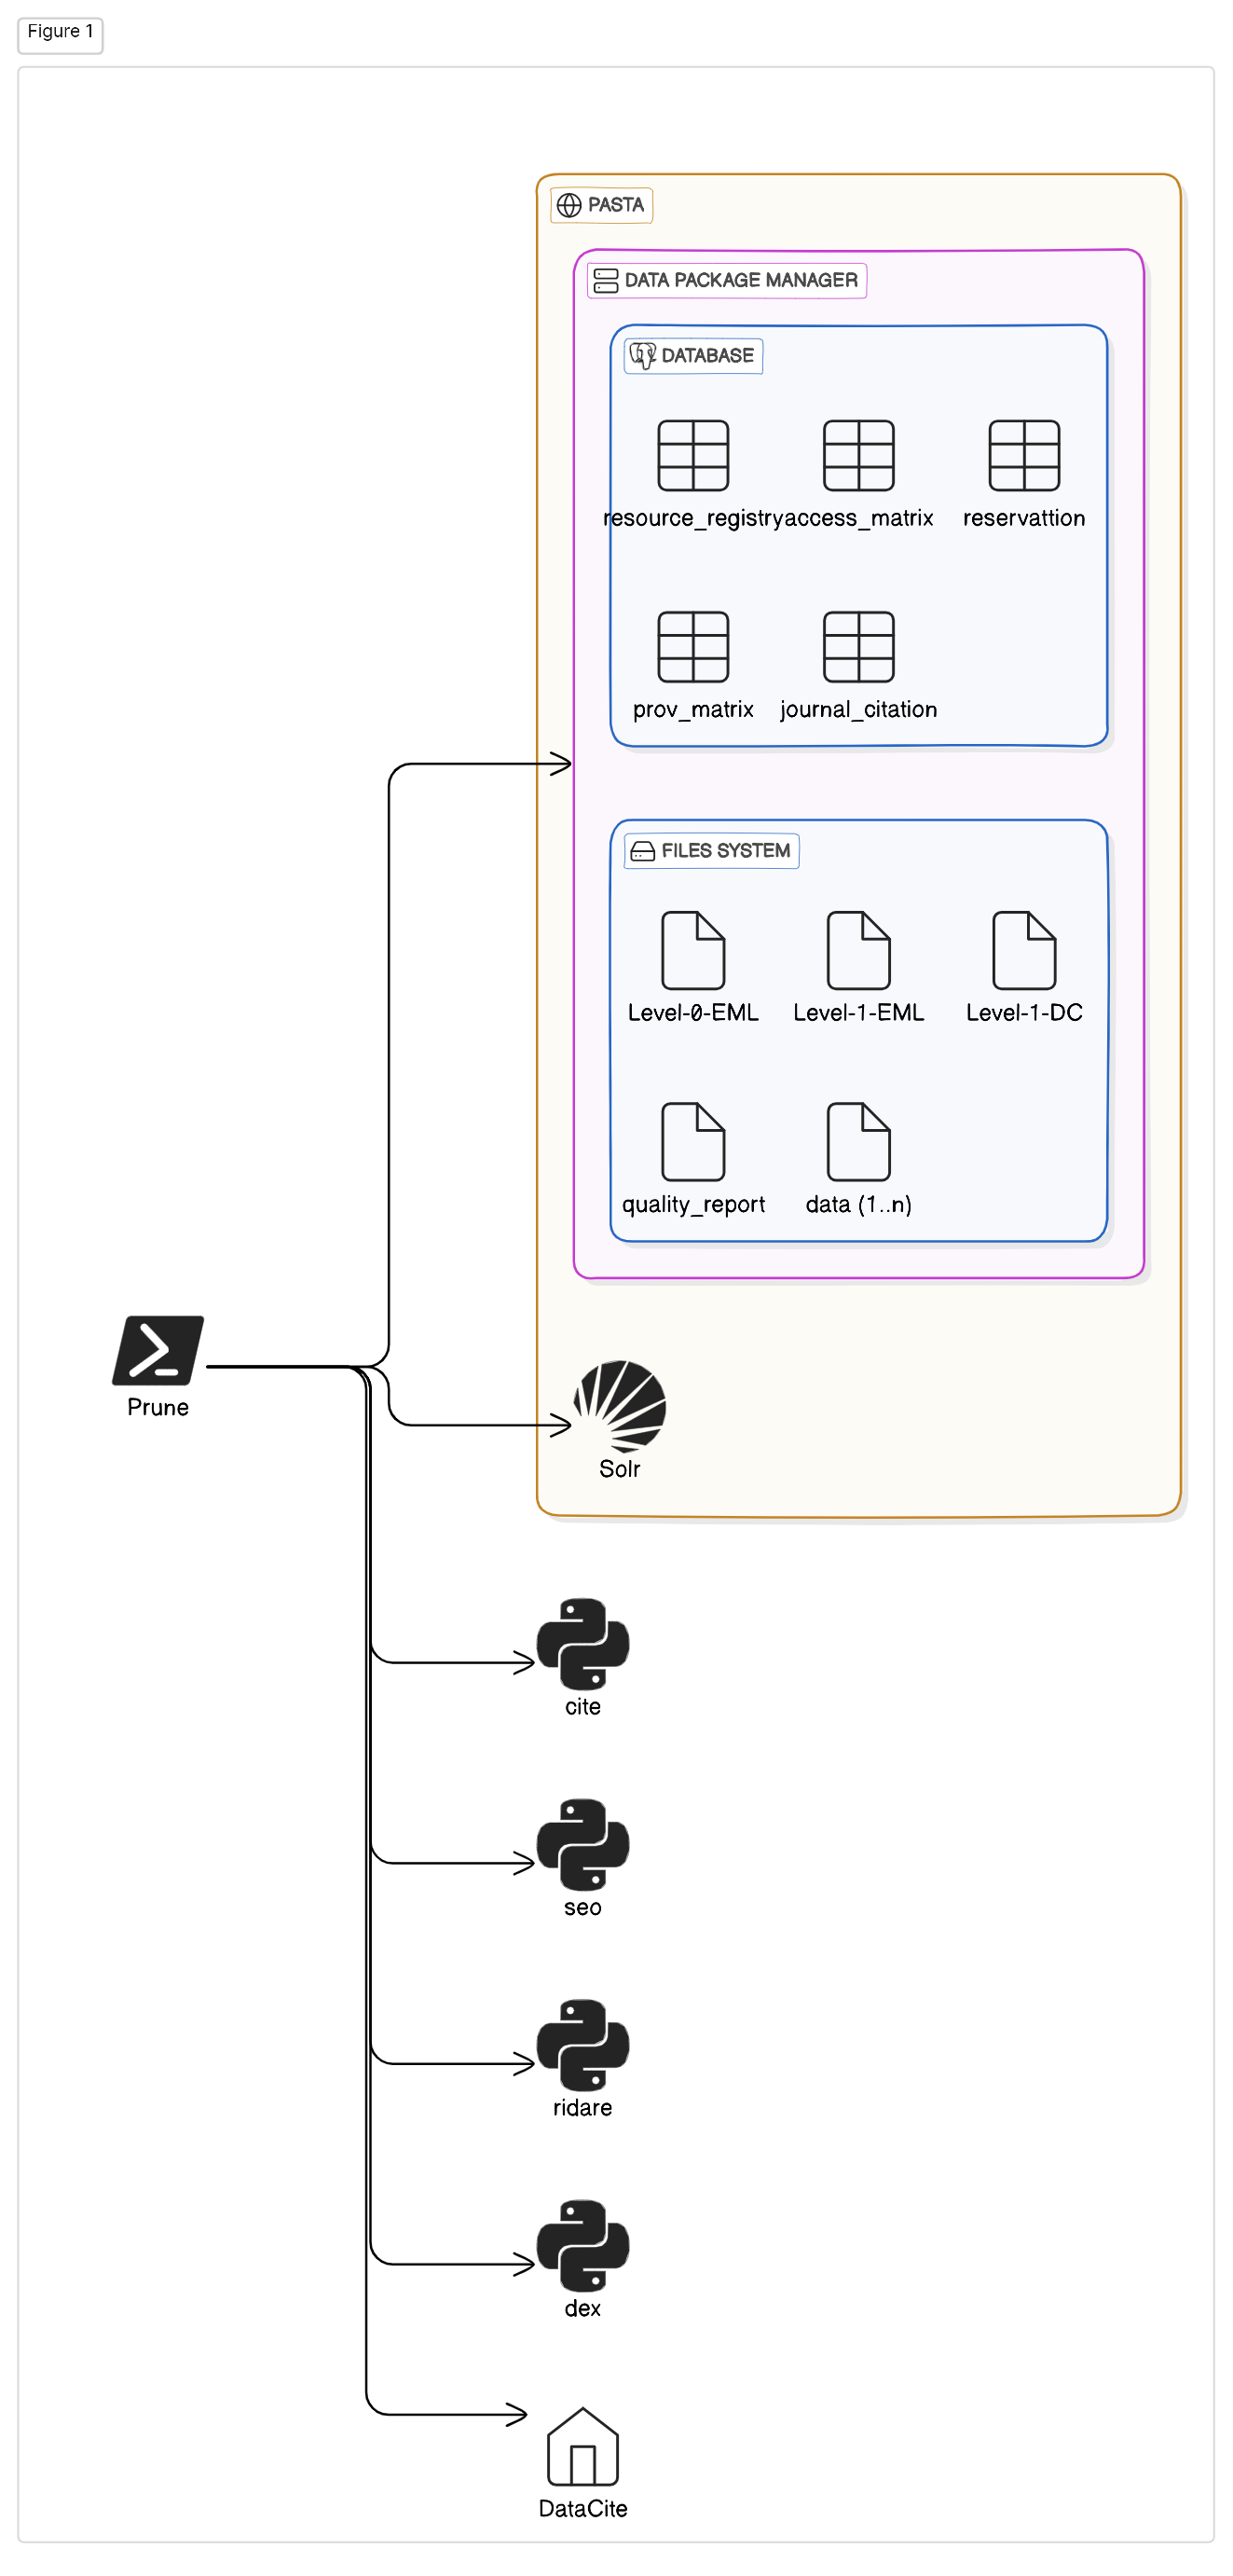 Figure 1
PASTA
DATA PACKAGE MANAGER
DATABASE
resource_registry
access_matrix
reservattion
prov_matrix
journal_citation
FILES SYSTEM
Level-0-EML
Level-1-EML
Level-1-DC
quality_report
data (1..n)
Prune
Solr
cite
seo
ridare
dex
DataCite